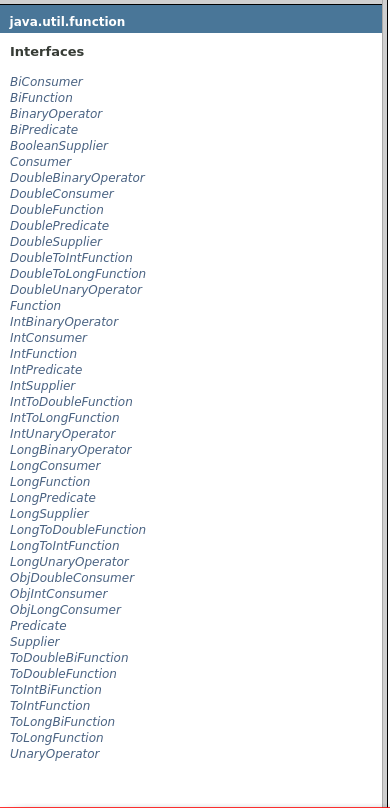 java.util.function
Interfaces
BiConsumer
BiFunction
BinaryOperator
BiPredicate
BooleanSupplier
Consumer
DoubleBinaryOperator
DoubleConsumer
DoubleFunction
DoublePredicate
DoubleSupplier
DoubleToIntFunction
DoubleToLongFunction
DoubleUnaryOperator
Function
IntBinaryOperator
IntConsumer
IntFunction
IntPredicate
IntSupplier
IntToDoubleFunction
IntToLongFunction
IntUnaryOperator
LongBinaryOperator
LongConsumer
LongFunction
LongPredicate
LongSupplier
LongToDoubleFunction
LongToIntFunction
LongUnaryOperator
ObjDoubleConsumer
ObjIntConsumer
ObjLongConsumer
Predicate
Supplier
ToDoubleBiFunction
ToDoubleFunction
ToIntBiFunction
ToIntFunction
ToLongBiFunction
ToLongFunction
UnaryOperator